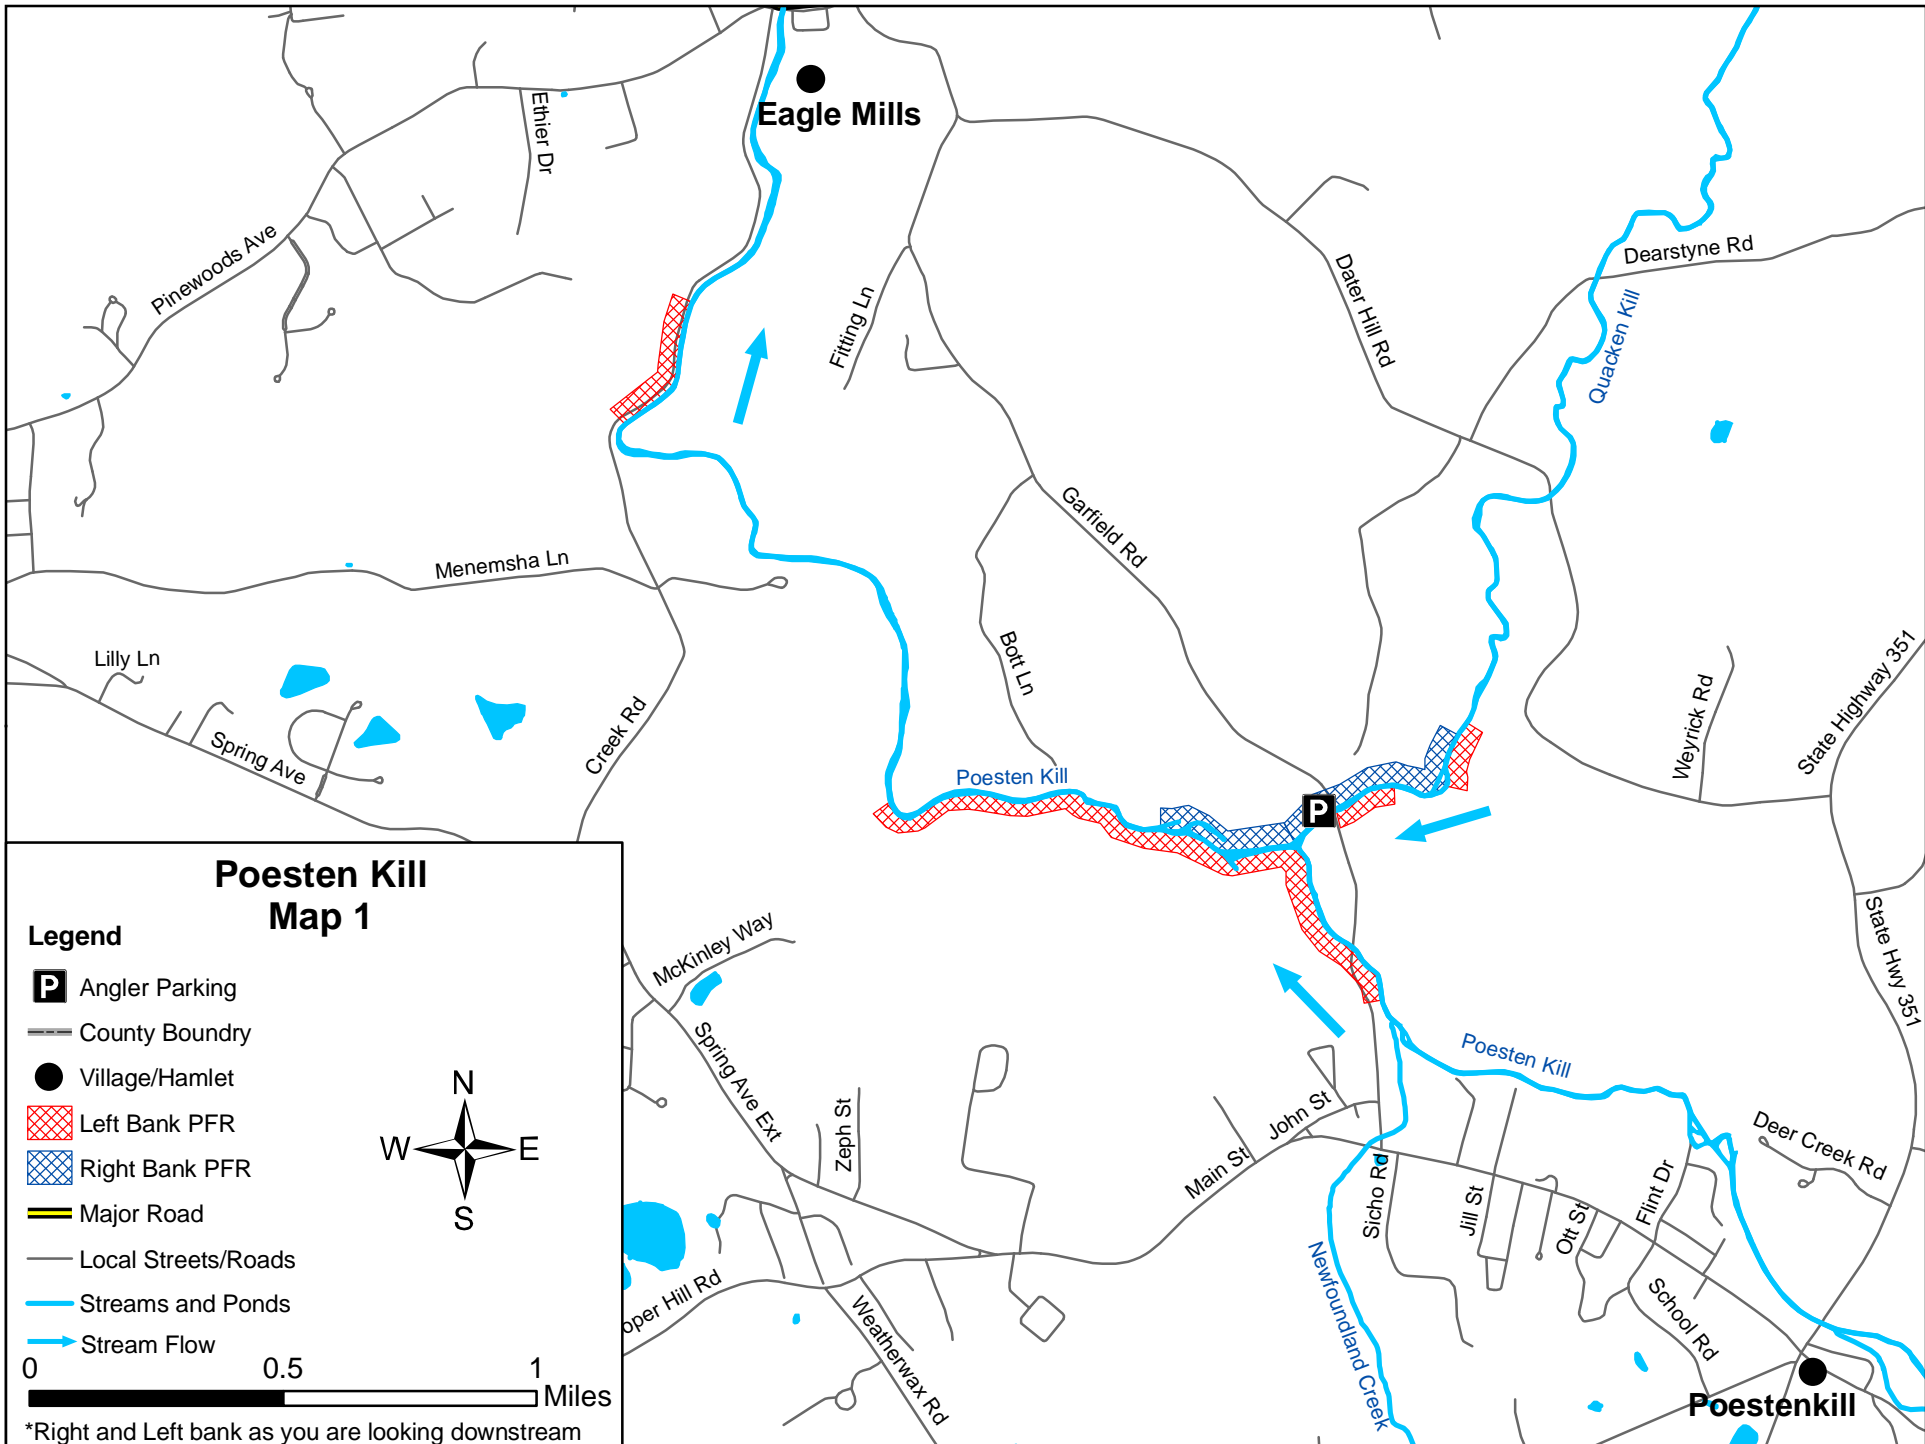 Eagle Mills
Ethier Dr
Pinewoods Ave
Fitting Ln
Dater Hill Rd
Dearstyne Rd
Quacken Kill
Garfield Rd
Menemsha Ln
Lilly Ln
Spring Ave
Creek Rd
Bott Ln
Weyrick Rd
State Highway 351
Poesten Kill
P
State Hwy 351
McKinley Way
Spring Ave Ext
Zeph St
Poesten Kill
John St
Main St
Sicho Rd
Jill St
Ott St
Flint Dr
Deer Creek Rd
School Rd
Newfoundland Creek
oper Hill Rd
Weatherwax Rd
Poestenkill
Poesten Kill
Map 1
Legend
P Angler Parking
County Boundry
Village/Hamlet
Left Bank PFR
Right Bank PFR
Major Road
Local Streets/Roads
Streams and Ponds
Stream Flow
N
W E
S
0 0.5 1
Miles
*Right and Left bank as you are looking downstream